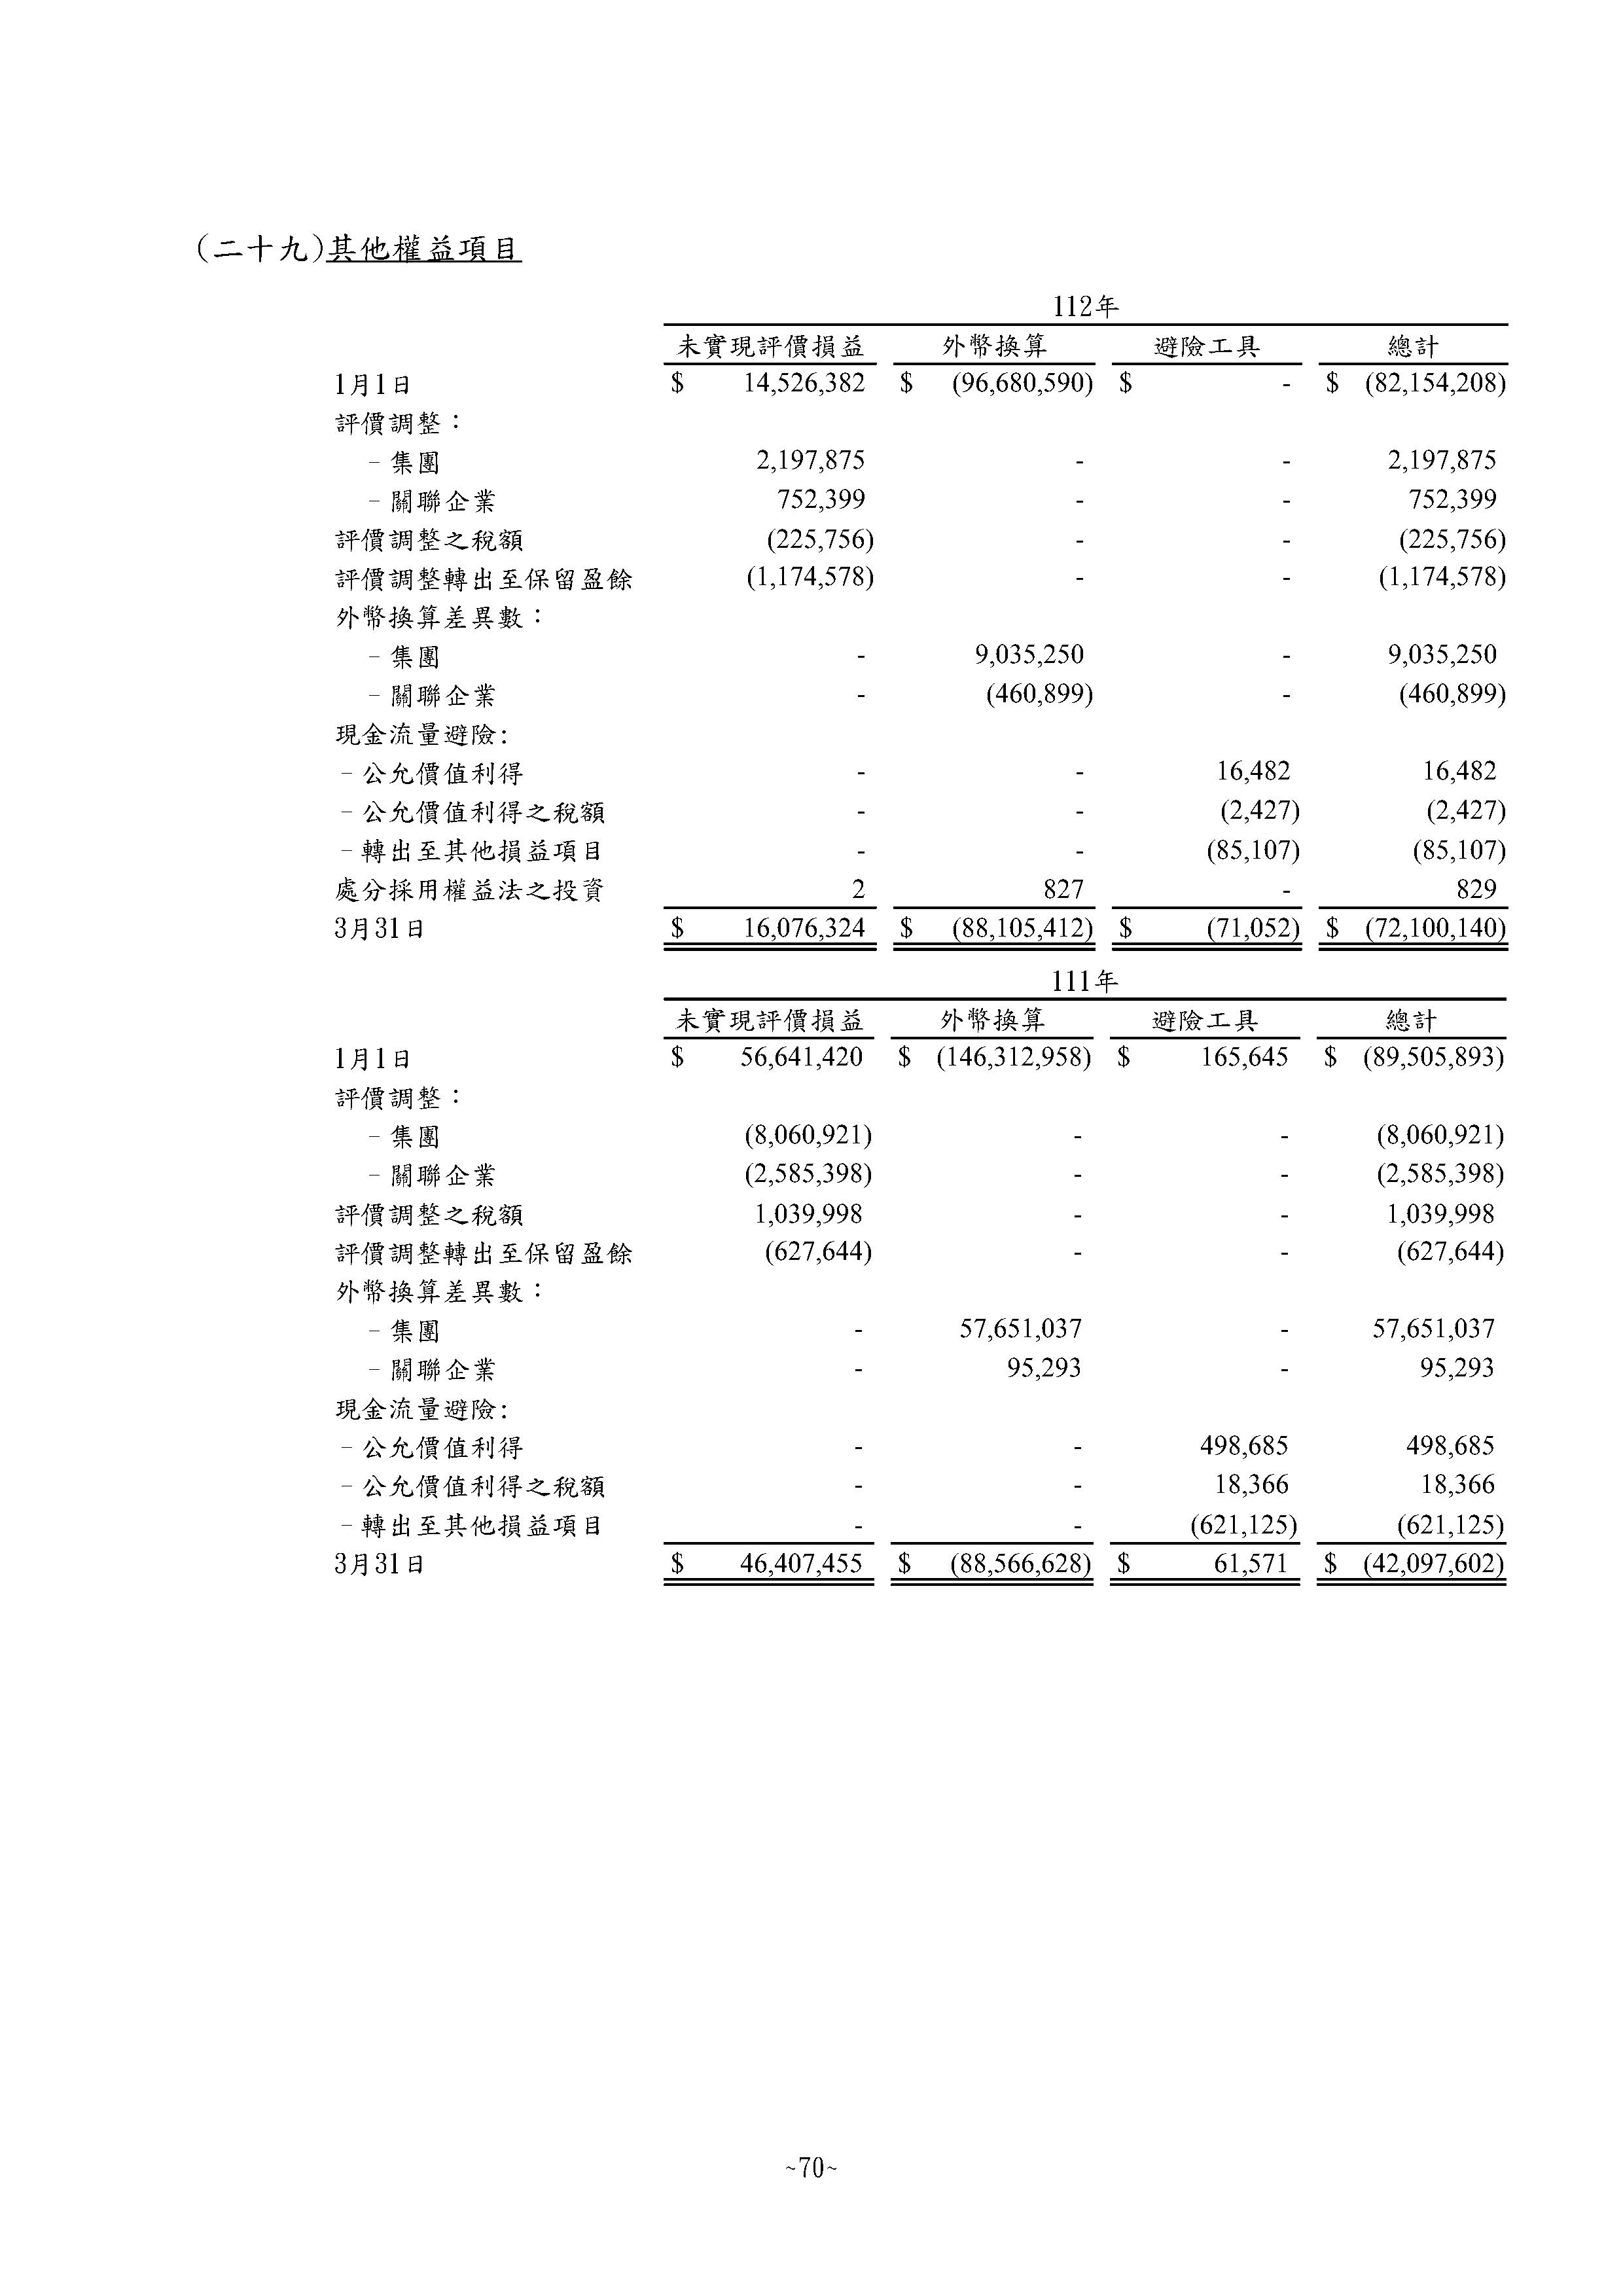 (二十九)其他權益項目
112年
未實現評價損益 外幣換算 避險工具 總計
1月1日 $ 14,526,382 $ (96,680,590) $ - $ (82,154,208)
評價調整：
-集團 2,197,875 - - 2,197,875
-關聯企業 752,399 - - 752,399
評價調整之稅額 (225,756) - - (225,756)
評價調整轉出至保留盈餘 (1,174,578) - - (1,174,578)
外幣換算差異數：
-集團 - 9,035,250 - 9,035,250
-關聯企業 - (460,899) - (460,899)
現金流量避險:
-公允價值利得 - - 16,482 16,482
-公允價值利得之稅額 - - (2,427) (2,427)
-轉出至其他損益項目 - - (85,107) (85,107)
處分採用權益法之投資 2 827 - 829
3月31日 $ 16,076,324 $ (88,105,412) $ (71,052) $ (72,100,140)
111年
未實現評價損益 外幣換算 避險工具 總計
1月1日 $ 56,641,420 $ (146,312,958) $ 165,645 $ (89,505,893)
評價調整：
-集團 (8,060,921) - - (8,060,921)
-關聯企業 (2,585,398) - - (2,585,398)
評價調整之稅額 1,039,998 - - 1,039,998
評價調整轉出至保留盈餘 (627,644) - - (627,644)
外幣換算差異數：
-集團 - 57,651,037 - 57,651,037
-關聯企業 - 95,293 - 95,293
現金流量避險:
-公允價值利得 - - 498,685 498,685
-公允價值利得之稅額 - - 18,366 18,366
-轉出至其他損益項目 - - (621,125) (621,125)
3月31日 $ 46,407,455 $ (88,566,628) $ 61,571 $ (42,097,602)
~70~